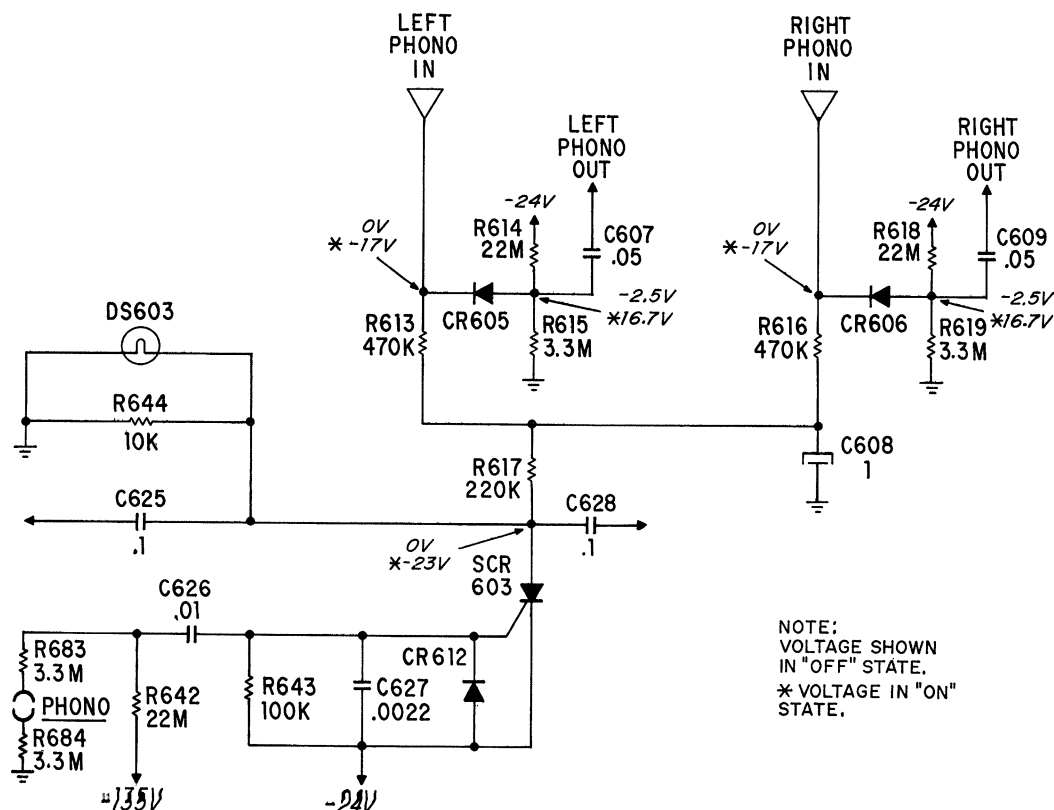 LEFT
PHONO
IN
RIGHT
PHONO
IN
LEFT
PHONO
OUT
RIGHT
PHONO
OUT
-24V
R614
22M
C607
.05
0V
* -17V
-24V
R618
22M
C609
.05
0V
* -17V
-2.5V
*16.7V
CR605
R613
470K
R615
3.3M
-2.5V
*16.7V
CR606
R616
470K
R619
3.3M
DS603
R644
10K
R617
220K
C608
1
C625
.1
C628
.1
0V
*-23V
SCR
603
C626
.01
R683
3.3M
PHONO
R684
3.3M
R642
22M
R643
100K
C627
.0022
CR612
-135V
-24V
NOTE:
VOLTAGE SHOWN
IN "OFF" STATE.
* VOLTAGE IN "ON"
STATE.